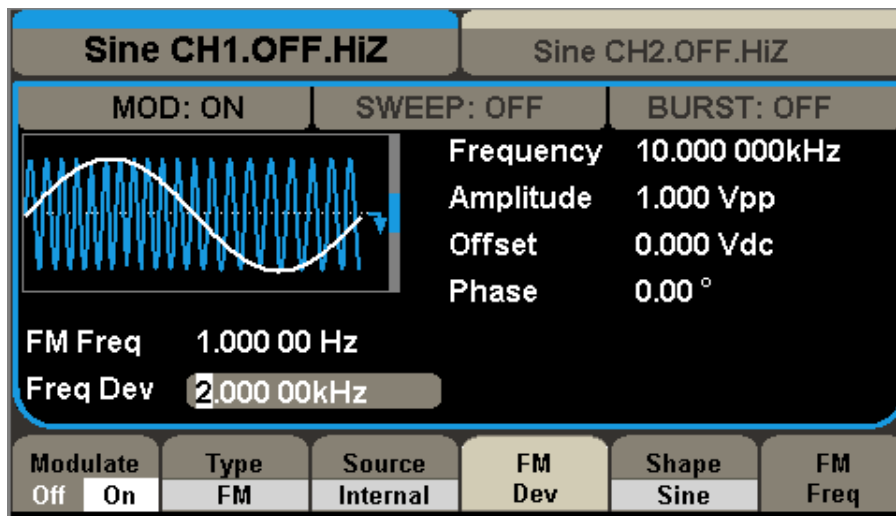 Sine CH1.OFF.HiZ Sine CH2.OFF.HiZ
MOD: ON SWEEP: OFF BURST: OFF
Frequency 10.000 000kHz
Amplitude 1.000 Vpp
Offset 0.000 Vdc
Phase 0.00 °
FM Freq 1.000 00 Hz
Freq Dev 2.000 00kHz
Modulate Type Source FM Shape FM
Off On FM Internal Dev Sine Freq